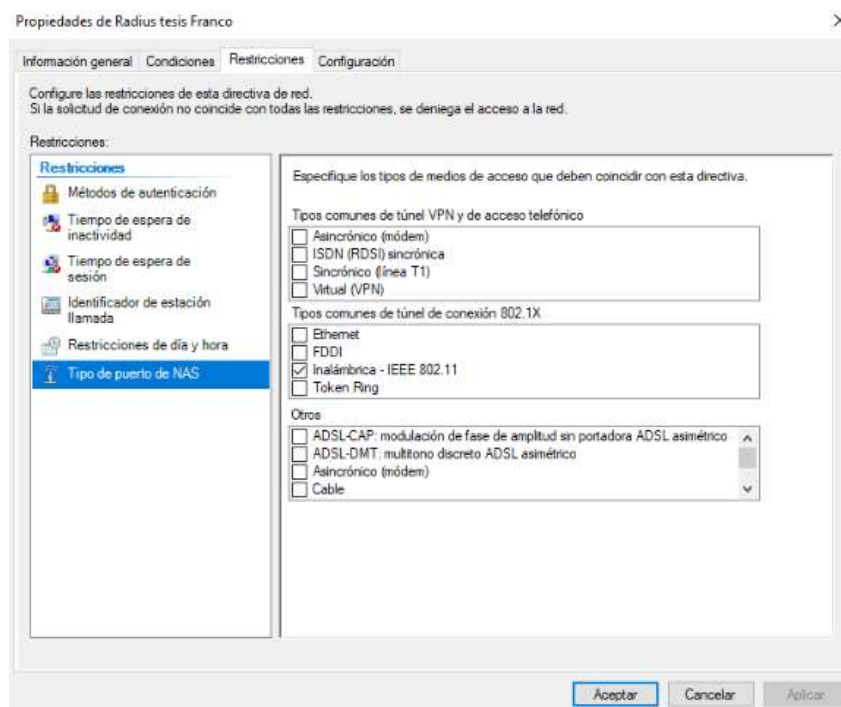 Propiedades de Radius tesis Franco
Información general
Condiciones
Restricciones
Configuración
Configure las restricciones de esta directiva de red.
Si la solicitud de conexión no coincide con todas las restricciones, se deniega el acceso a la red.
Restricciones:
Restricciones
Métodos de autenticación
Tiempo de espera de
inactividad
Tiempo de espera de
sesión
Identificador de estación
llamada
Restricciones de día y hora
Tipo de puerto de NAS
Especifique los tipos de medios de acceso que deben coincidir con esta directiva.
Tipos comunes de túnel VPN y de acceso telefónico
Asincrónico (módem)
ISDN (RDSI) sincrónica
Sincrónico (línea T1)
Virtual (VPN)
Tipos comunes de túnel de conexión 802.1X
Ethernet
FDDI
Inalámbrica - IEEE 802.11
Token Ring
Otros
ADSL-CAP: modulación de fase de amplitud sin portadora ADSL asimétrico
ADSL-DMT: multitono discreto ADSL asimétrico
Asincrónico (módem)
Cable
Aceptar
Cancelar
Aplicar